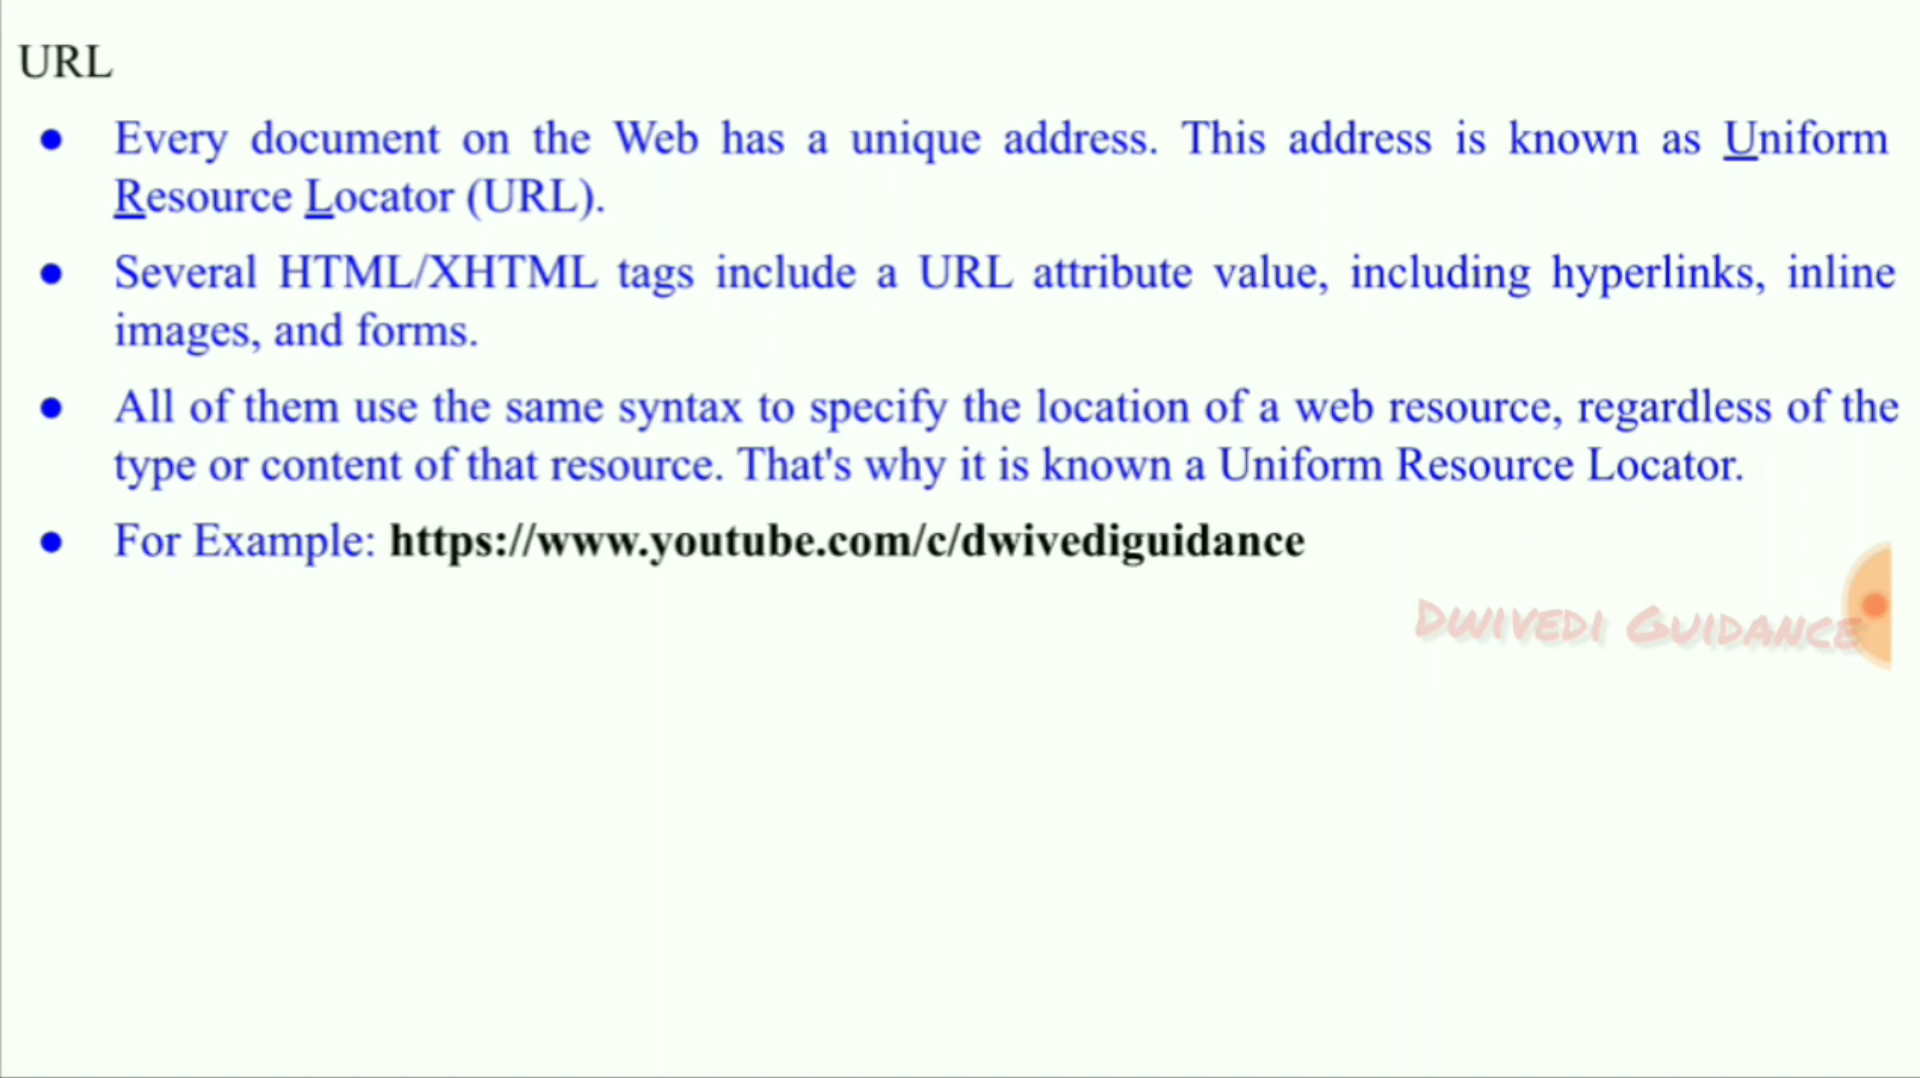 URL
● Every document on the Web has a unique address. This address is known as Uniform
Resource Locator (URL).
● Several HTML/XHTML tags include a URL attribute value, including hyperlinks, inline
images, and forms.
● All of them use the same syntax to specify the location of a web resource, regardless of the
type or content of that resource. That's why it is known a Uniform Resource Locator.
● For Example: https://www.youtube.com/c/dwivediguidance
DWIVEDI GUIDANCE